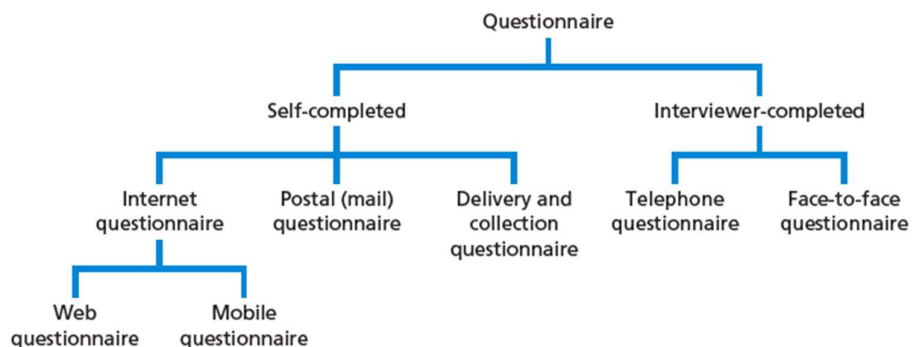 Questionnaire
Self-completed
Interviewer-completed
Internet
questionnaire
Postal (mail)
questionnaire
Delivery and
collection
questionnaire
Telephone
questionnaire
Face-to-face
questionnaire
Web
questionnaire
Mobile
questionnaire